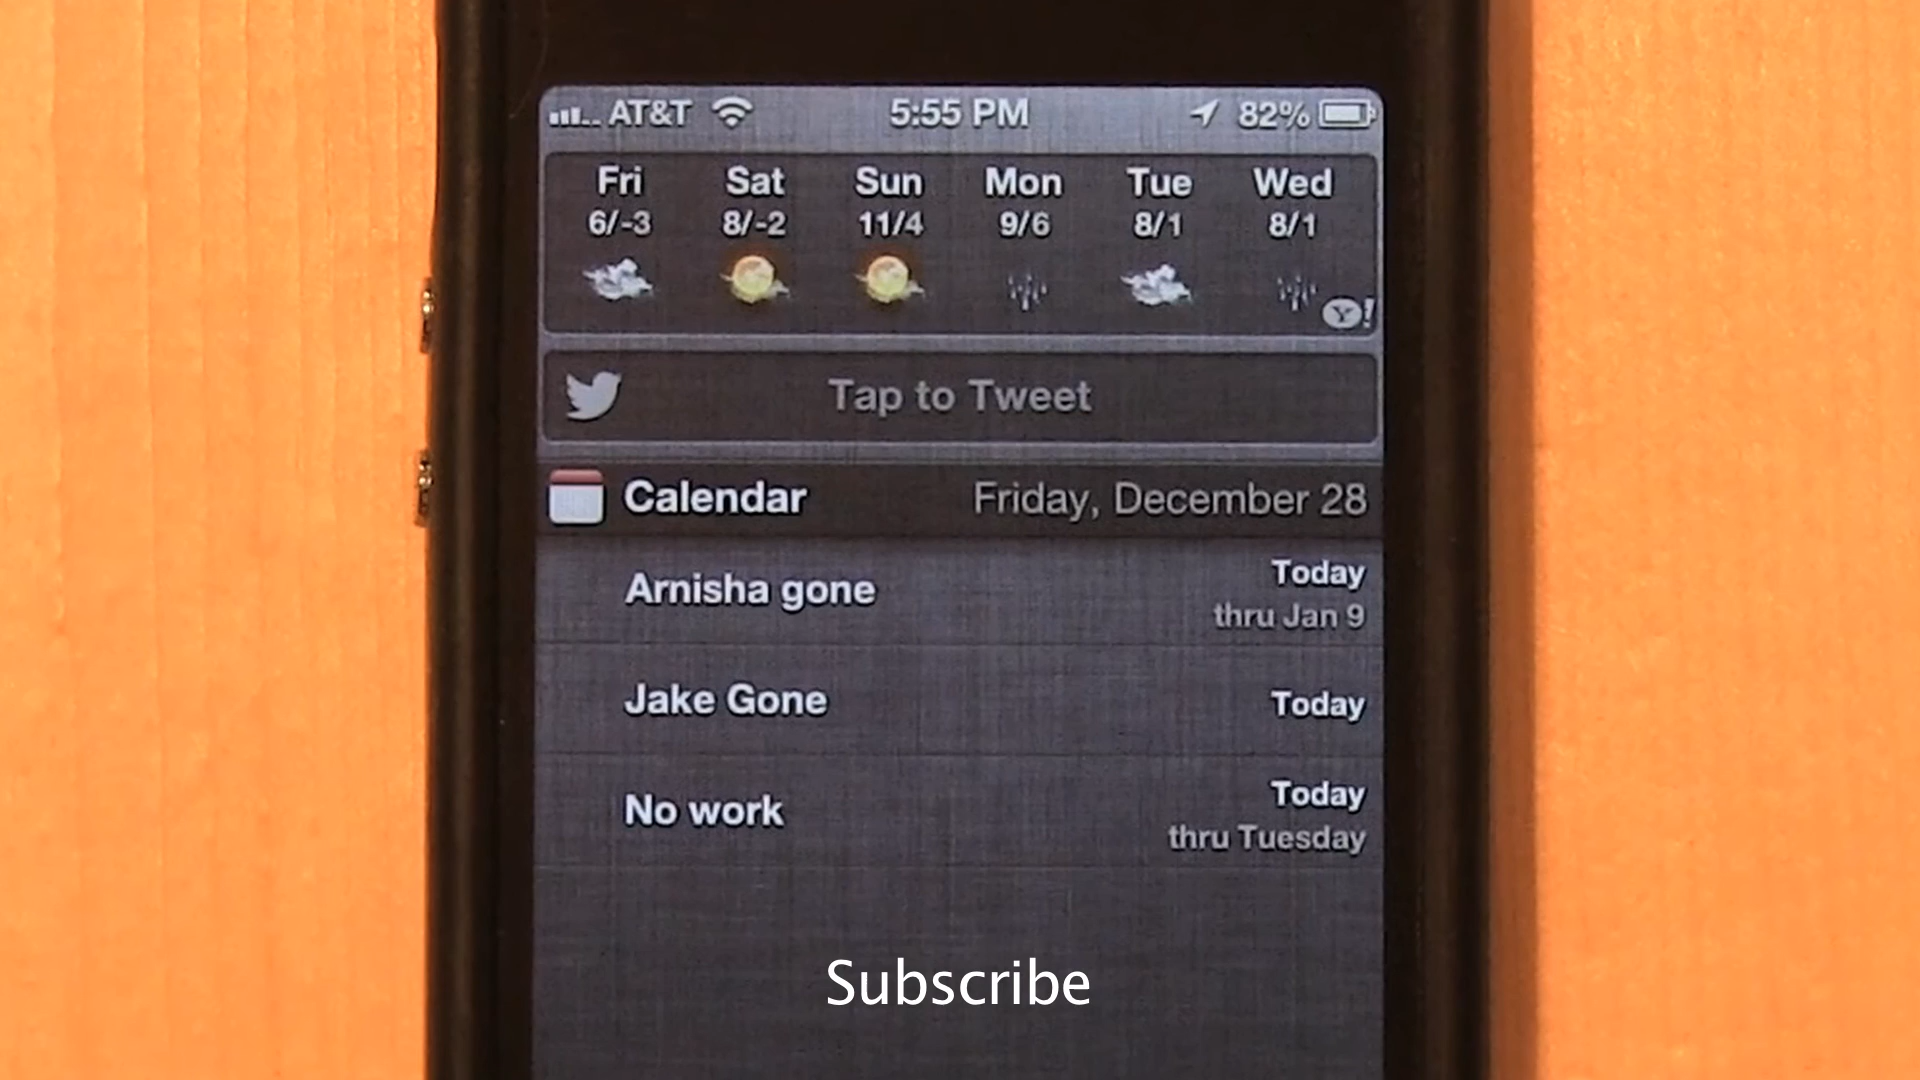 AT&T 5:55 PM 82%
Fri Sat Sun Mon Tue Wed
6/-3 8/-2 11/4 9/6 8/1 8/1
Y!
Tap to Tweet
Calendar Friday, December 28
Arnisha gone Today
thru Jan 9
Jake Gone Today
No work Today
thru Tuesday
Subscribe